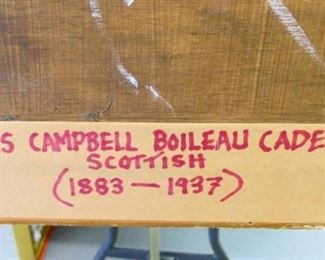 S CAMPBELL BOILEAU CADE
SCOTTISH
(1883 — 1937)